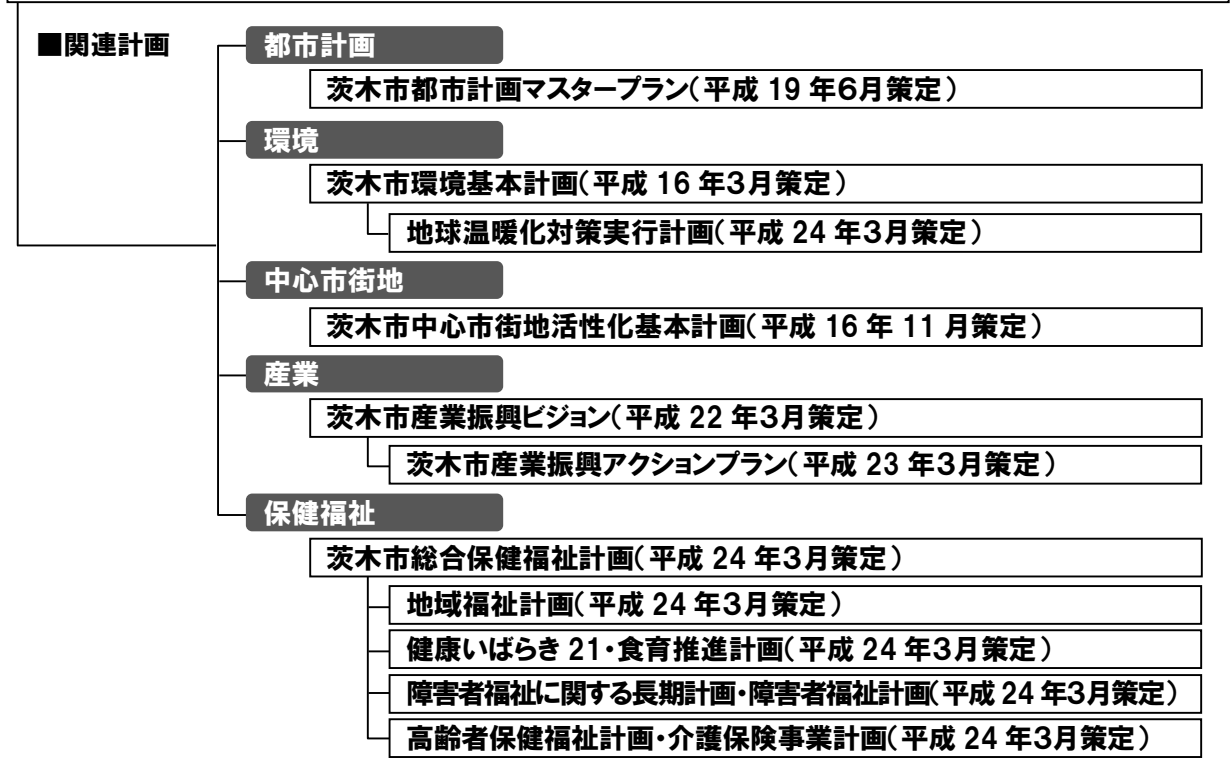 ■関連計画
都市計画
茨木市都市計画マスタープラン（平成 19 年６月策定）
環境
茨木市環境基本計画（平成 16 年３月策定）
地球温暖化対策実行計画（平成 24 年３月策定）
中心市街地
茨木市中心市街地活性化基本計画（平成 16 年 11 月策定）
産業
茨木市産業振興ビジョン（平成 22 年３月策定）
茨木市産業振興アクションプラン（平成 23 年３月策定）
保健福祉
茨木市総合保健福祉計画（平成 24 年３月策定）
地域福祉計画（平成 24 年３月策定）
健康いばらき 21・食育推進計画（平成 24 年３月策定）
障害者福祉に関する長期計画・障害者福祉計画（平成 24 年３月策定）
高齢者保健福祉計画・介護保険事業計画（平成 24 年３月策定）